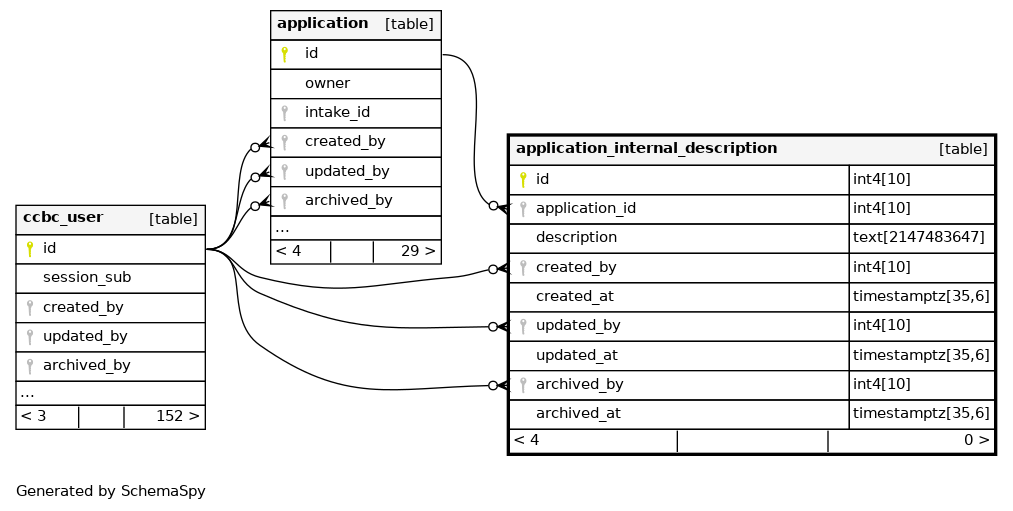 application [table]
id
owner
intake_id
created_by
updated_by
archived_by
...
< 4 29 >
application_internal_description [table]
id int4[10]
application_id int4[10]
description text[2147483647]
created_by int4[10]
created_at timestamptz[35,6]
updated_by int4[10]
updated_at timestamptz[35,6]
archived_by int4[10]
archived_at timestamptz[35,6]
< 4 0 >
ccbc_user [table]
id
session_sub
created_by
updated_by
archived_by
...
< 3 152 >
Generated by SchemaSpy